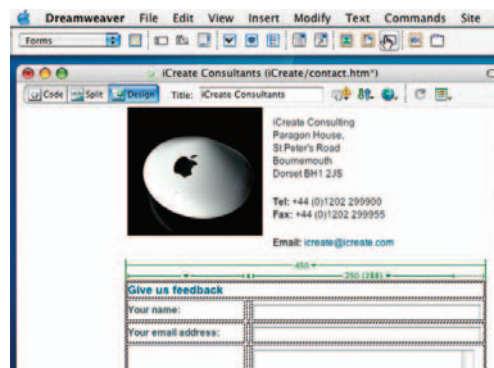 Dreamweaver File Edit View Insert Modify Text Commands Site
Forms
iCreate Consultants (iCreate/contact.htm*)
Code Split Design Title: iCreate Consultants
iCreate Consulting
Paragon House,
St Peter's Road
Bournemouth
Dorset BH1 2JS
Tel: +44 (0)1202 299900
Fax: +44 (0)1202 299955
Email: icreate@icreate.com
450
290 (288)
Give us feedback
Your name:
Your email address: